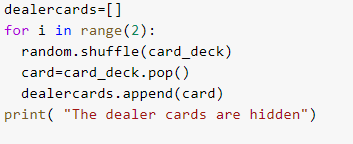 dealercards=[]
for i in range(2):
  random.shuffle(card_deck)
  card=card_deck.pop()
  dealercards.append(card)
print( "The dealer cards are hidden")